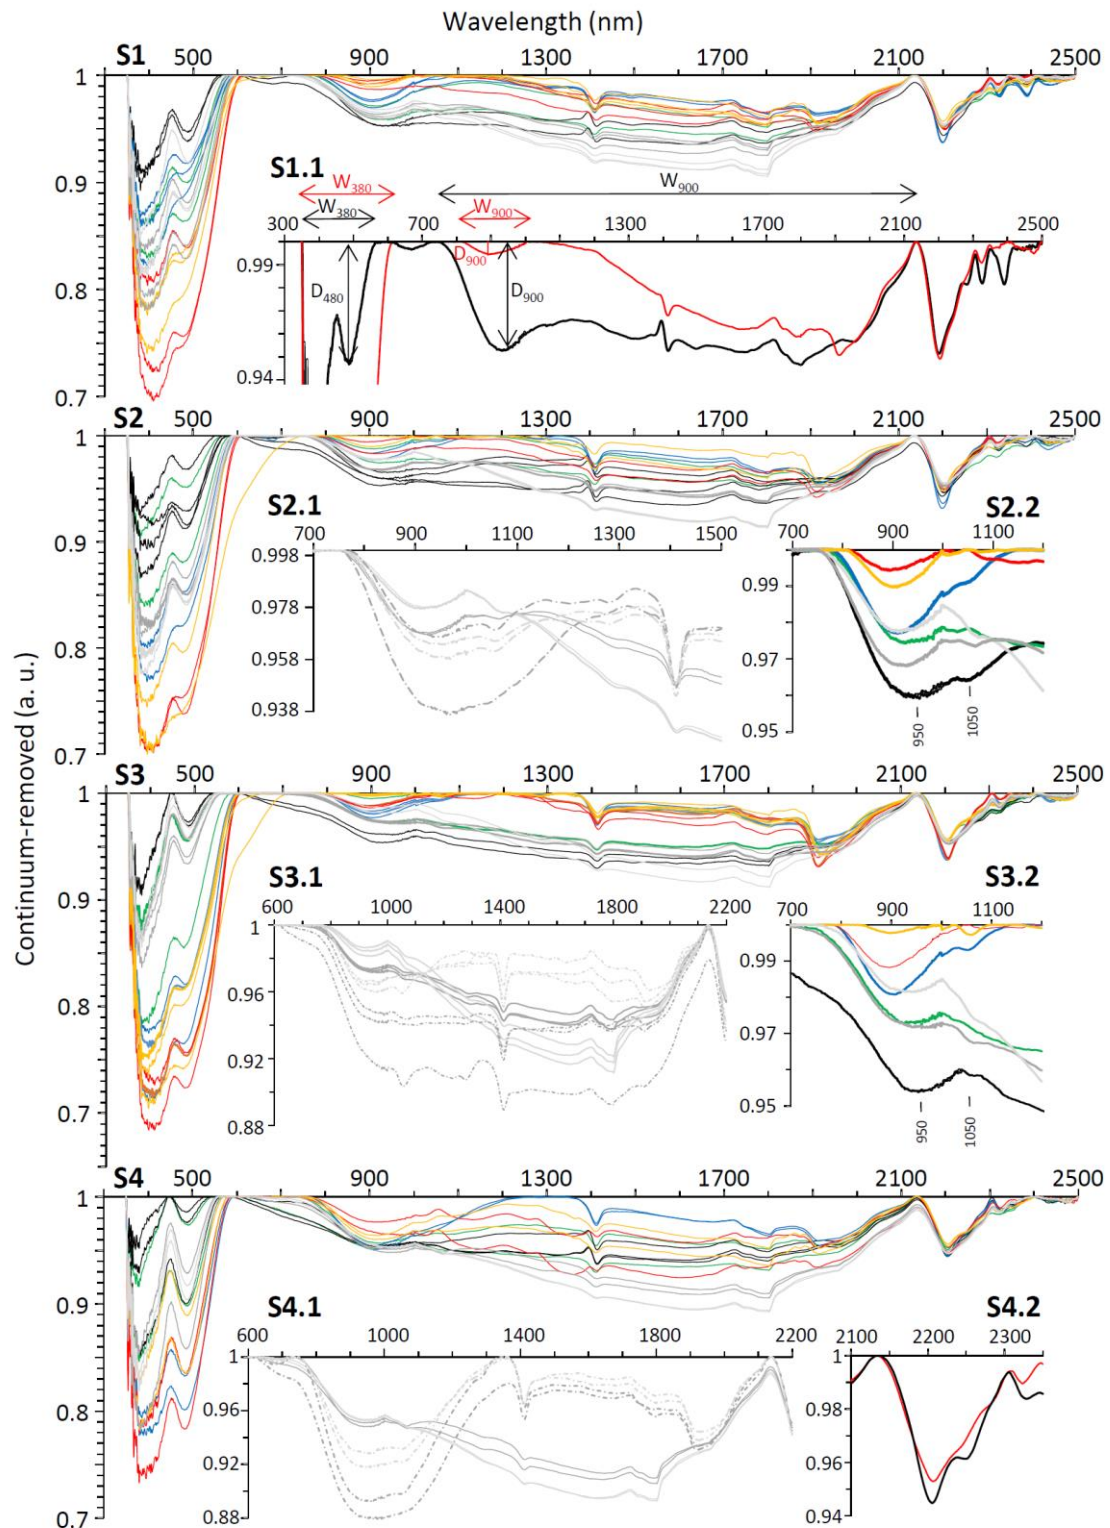 Wavelength (nm)
S1 500 900 1300 1700 2100 2500
1
0.9
0.8
0.7
S1.1
W380
W380
W900
W900
300 700 1300 1700 2100 2500
0.99
0.94
D480
D900
D900
Continuum-removed (a. u.)
S2 500 900 1300 1700 2100 2500
1
0.9
0.8
0.7
S2.1
700 900 1100 1300 1500
0.998
0.978
0.958
0.938
S2.2
700 900 1100
0.99
0.97
0.95
950
1050
S3 500 900 1300 1700 2100 2500
1
0.9
0.8
0.7
S3.1
600 1000 1400 1800 2200
1
0.96
0.92
0.88
S3.2
700 900 1100
0.99
0.97
0.95
950
1050
S4 500 900 1300 1700 2100 2500
1
0.9
0.8
0.7
S4.1
600 1000 1400 1800 2200
1
0.96
0.92
0.88
S4.2
2100 2200 2300
1
0.98
0.96
0.94